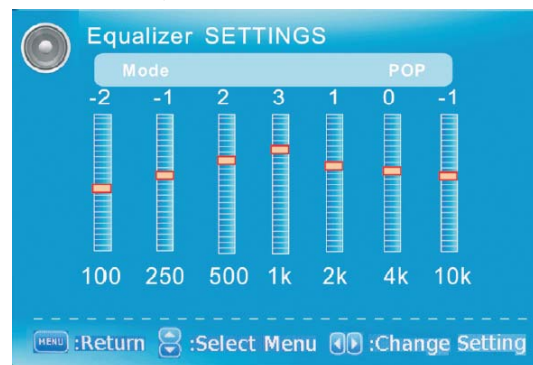 Equalizer SETTINGS
Mode POP
-2 -1 2 3 1 0 -1
100 250 500 1k 2k 4k 10k
MENU :Return :Select Menu :Change Setting